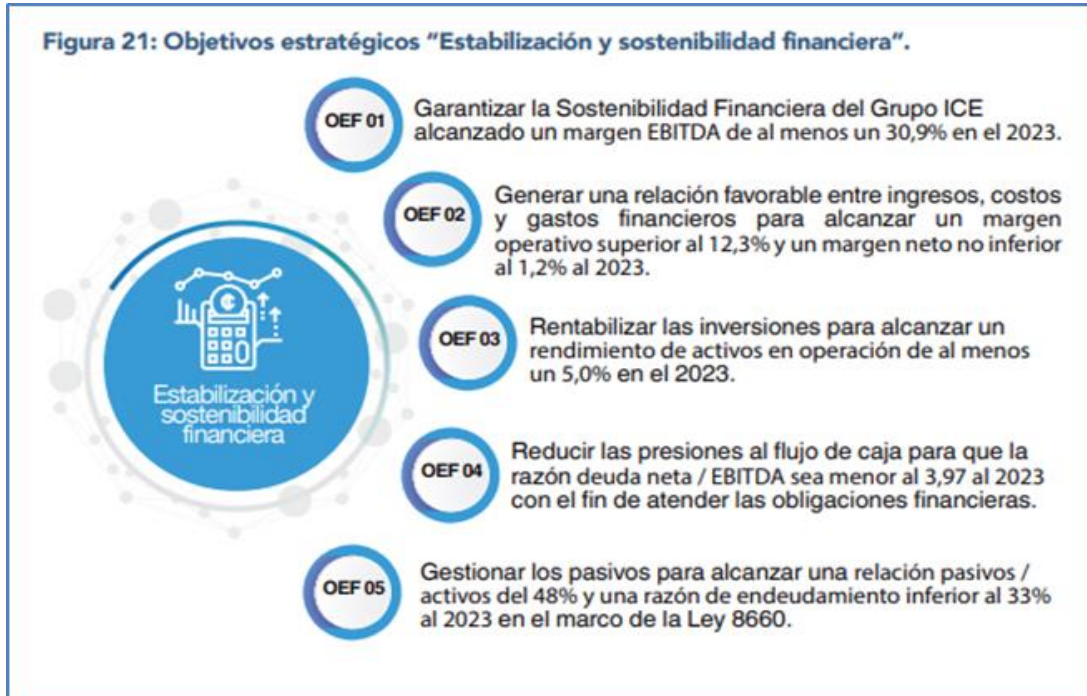 Figura 21: Objetivos estratégicos "Estabilización y sostenibilidad financiera".
OEF 01
Garantizar la Sostenibilidad Financiera del Grupo ICE
alcanzado un margen EBITDA de al menos un 30,9% en el 2023.
OEF 02
Generar una relación favorable entre ingresos, costos
y gastos financieros para alcanzar un margen
operativo superior al 12,3% y un margen neto no inferior
al 1,2% al 2023.
OEF 03
Rentabilizar las inversiones para alcanzar un
rendimiento de activos en operación de al menos
un 5,0% en el 2023.
Estabilización y
sostenibilidad
financiera
OEF 04
Reducir las presiones al flujo de caja para que la
razón deuda neta / EBITDA sea menor al 3,97 al 2023
con el fin de atender las obligaciones financieras.
OEF 05
Gestionar los pasivos para alcanzar una relación pasivos /
activos del 48% y una razón de endeudamiento inferior al 33%
al 2023 en el marco de la Ley 8660.